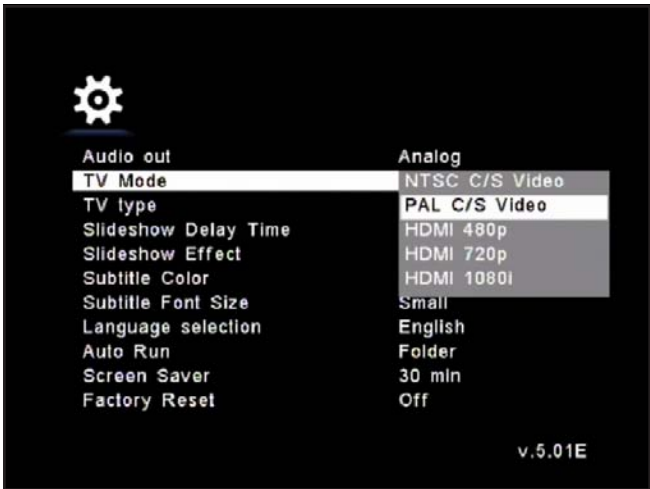 Audio out Analog
TV Mode NTSC C/S Video
TV type PAL C/S Video
Slideshow Delay Time HDMI 480p
Slideshow Effect HDMI 720p
Subtitle Color HDMI 1080i
Subtitle Font Size Small
Language selection English
Auto Run Folder
Screen Saver 30 min
Factory Reset Off
v.5.01E